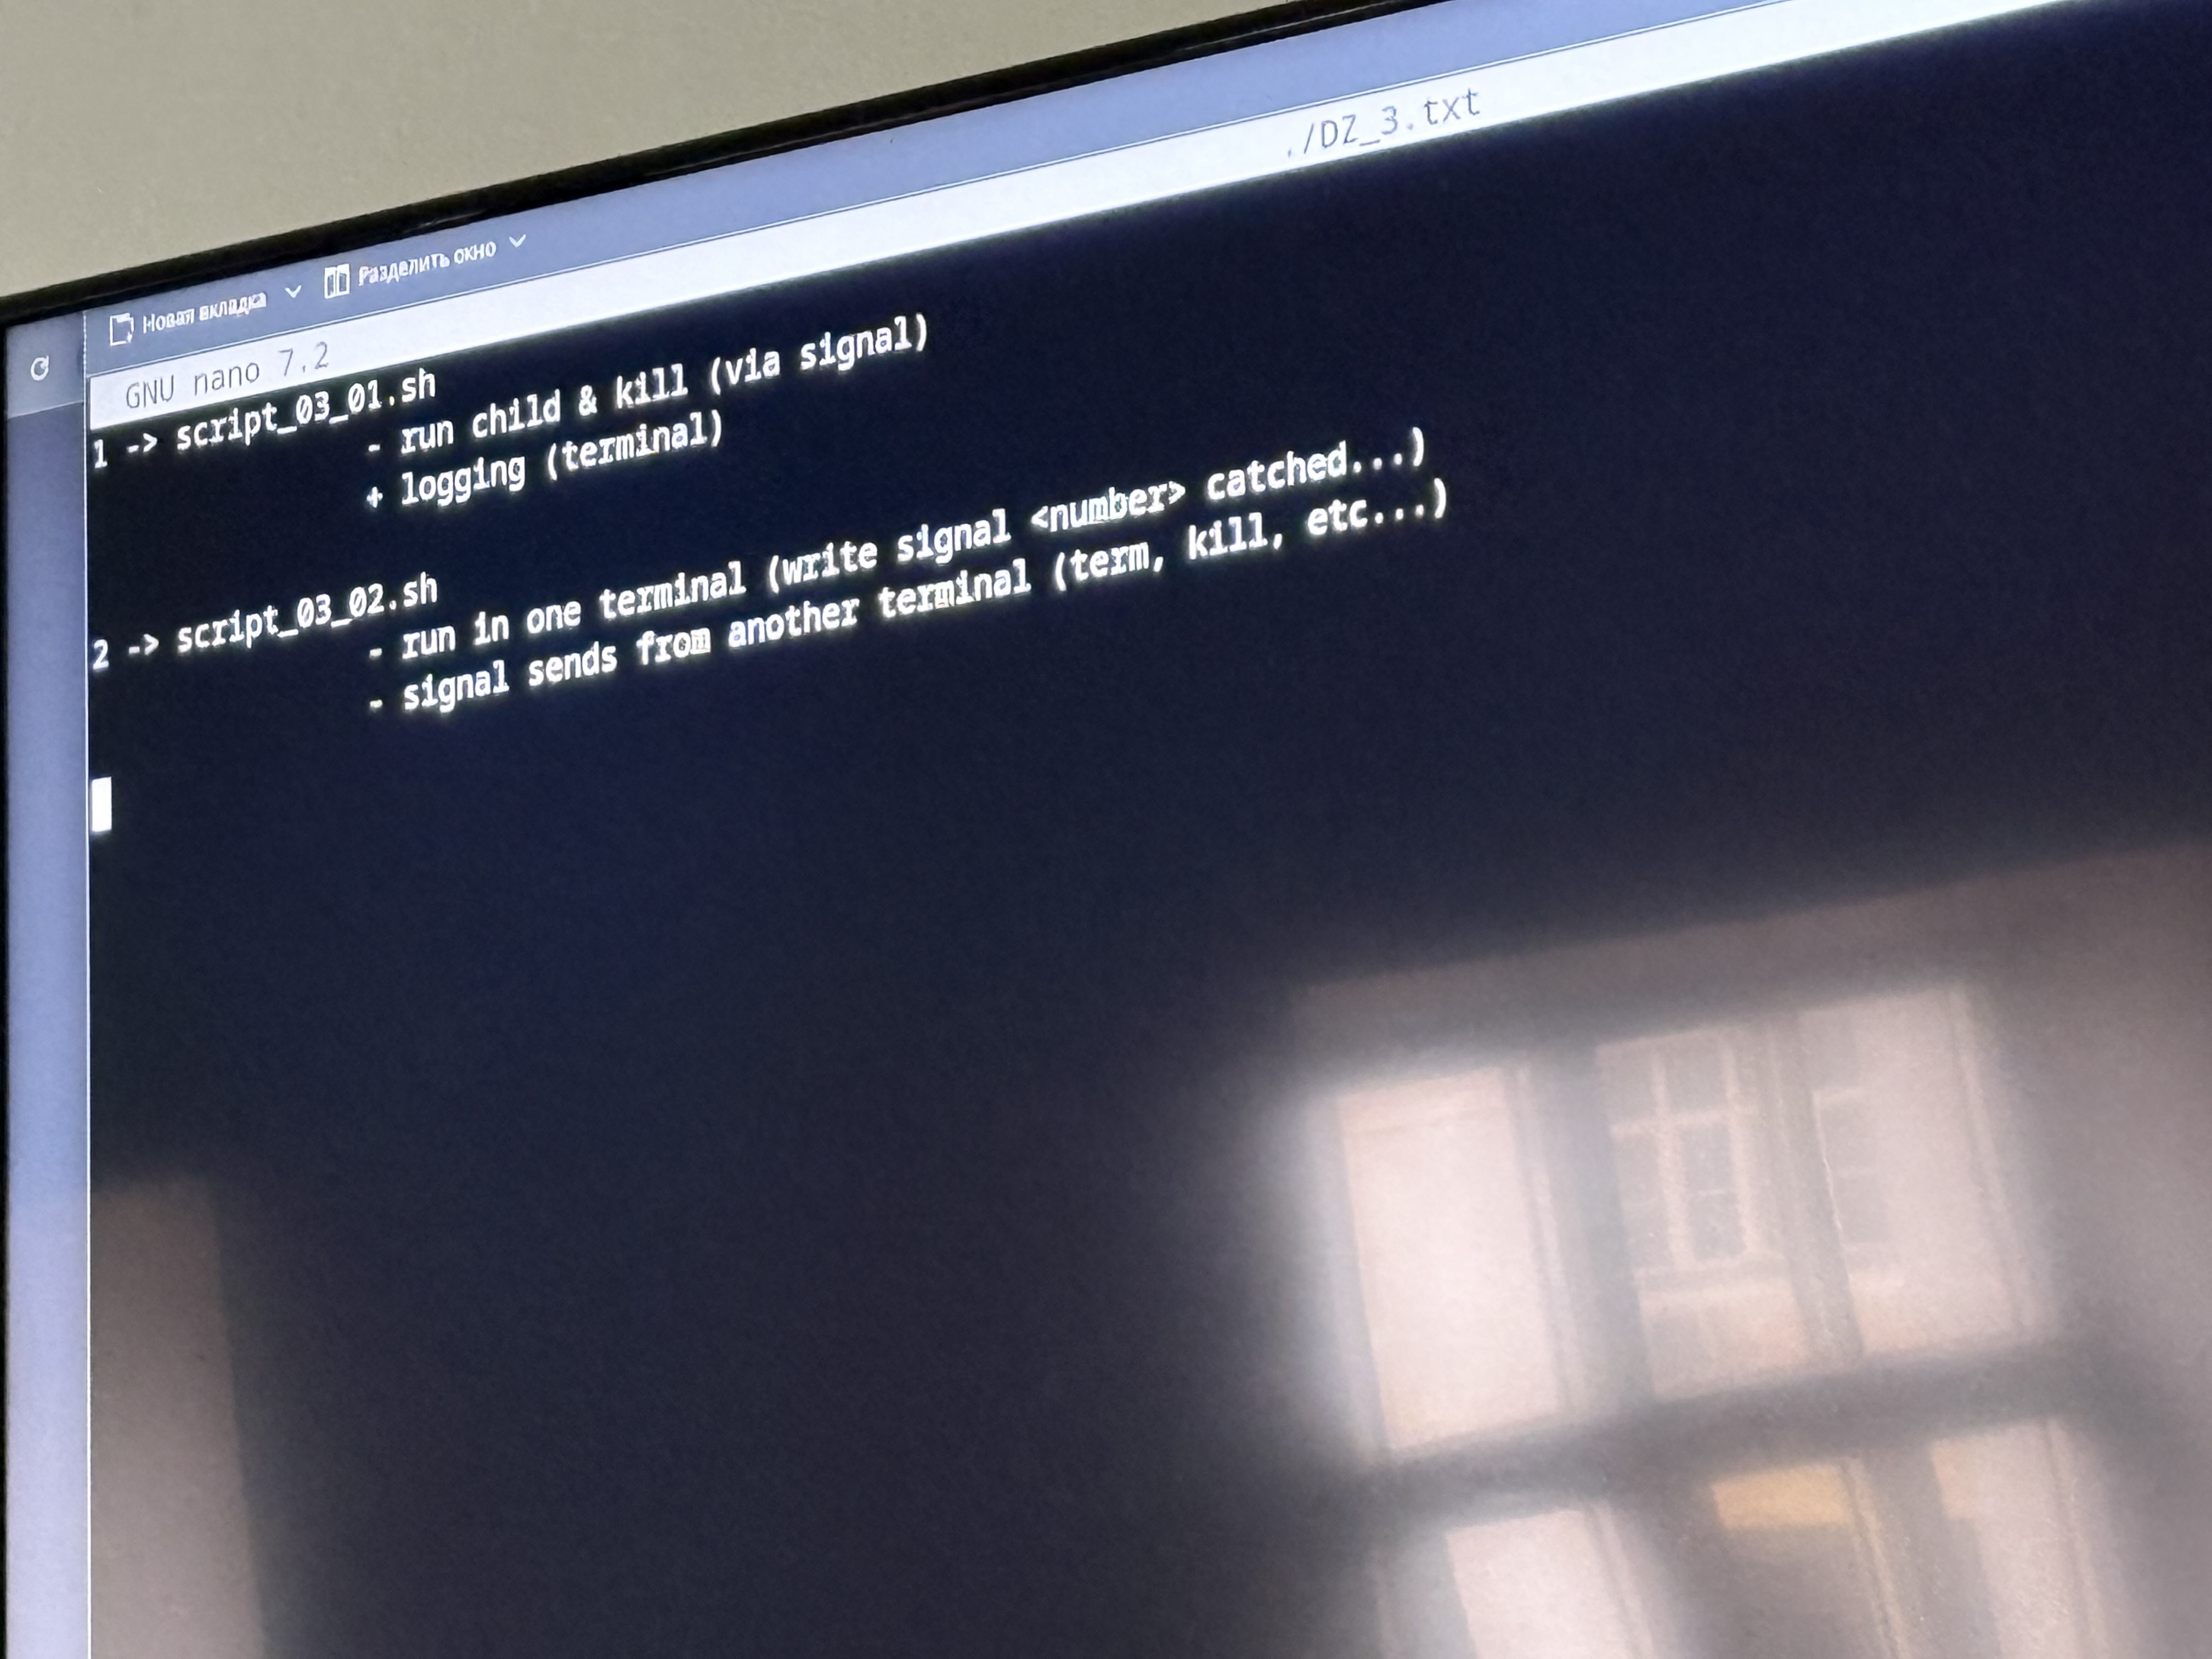 ./DZ_3.txt
Новая вкладка
Разделить окно
GNU nano 7.2
1 -> script_03_01.sh
- run child & kill (via signal)
+ logging (terminal)
2 -> script_03_02.sh
- run in one terminal (write signal <number> catched...)
- signal sends from another terminal (term, kill, etc...)